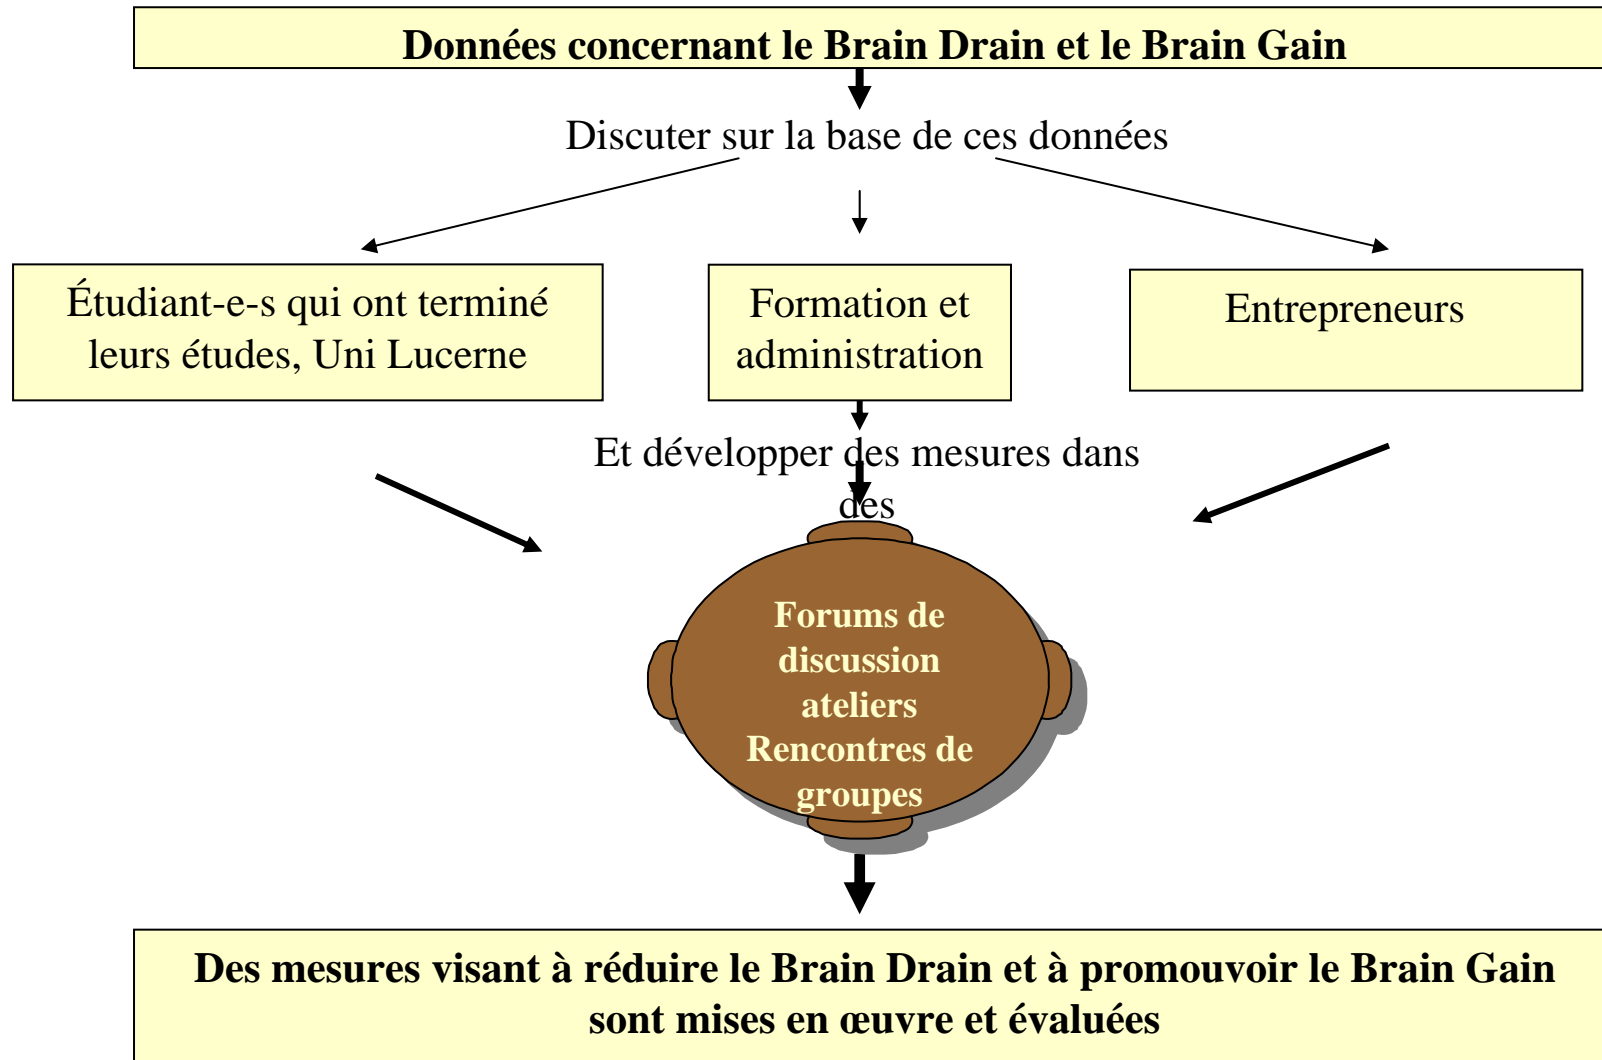 Données concernant le Brain Drain et le Brain Gain
Discuter sur la base de ces données
Étudiant-e-s qui ont terminé
leurs études, Uni Lucerne
Formation et
administration
Entrepreneurs
Et développer des mesures dans
des
Forums de
discussion
ateliers
Rencontres de
groupes
Des mesures visant à réduire le Brain Drain et à promouvoir le Brain Gain
sont mises en œuvre et évaluées